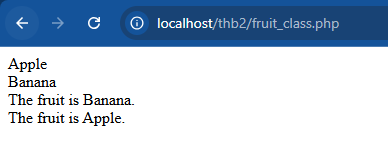 localhost/thb2/fruit_class.php
Apple
Banana
The fruit is Banana.
The fruit is Apple.